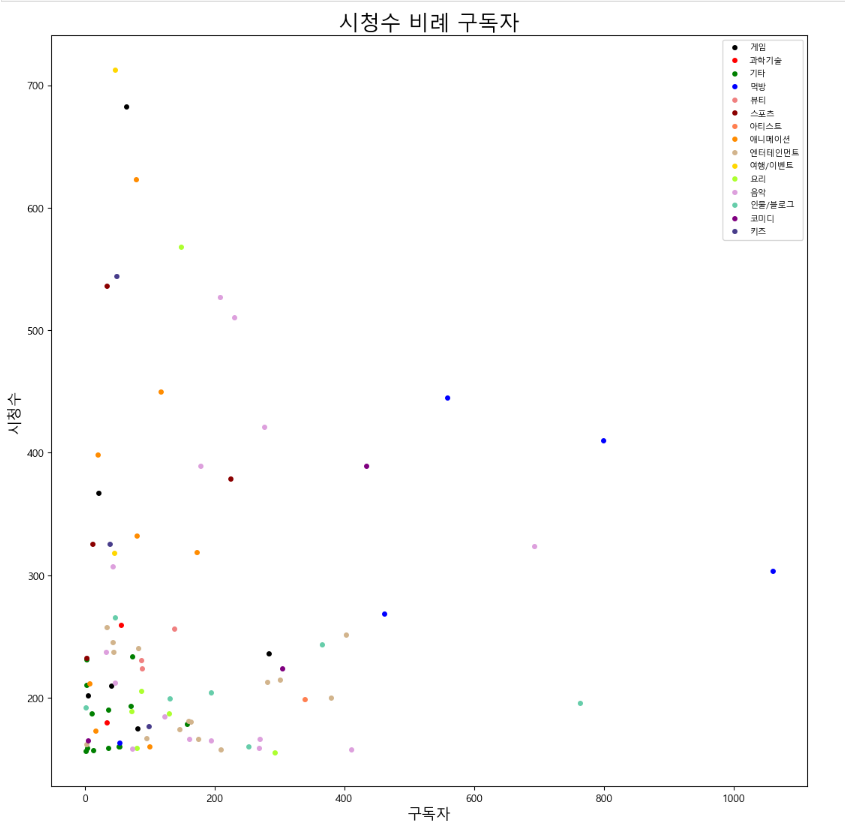 시청수 비례 구독자
게임
과학기술
기타
먹방
뷰티
스포츠
아티스트
애니메이션
엔터테인먼트
여행/이벤트
요리
음악
인물/블로그
코미디
키즈
700
600
500
400
300
200
시청수
0 200 400 600 800 1000
구독자